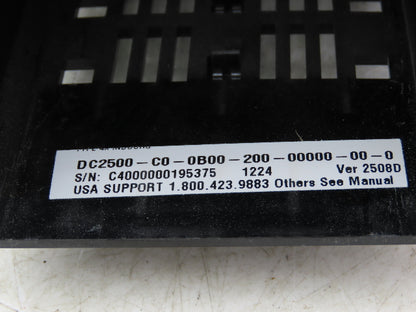 DC2500-C0-0B00-200-00000-00-0
S/N: C4000000195375 1224 Ver 2508D
USA SUPPORT 1.800.423.9883 Others See Manual